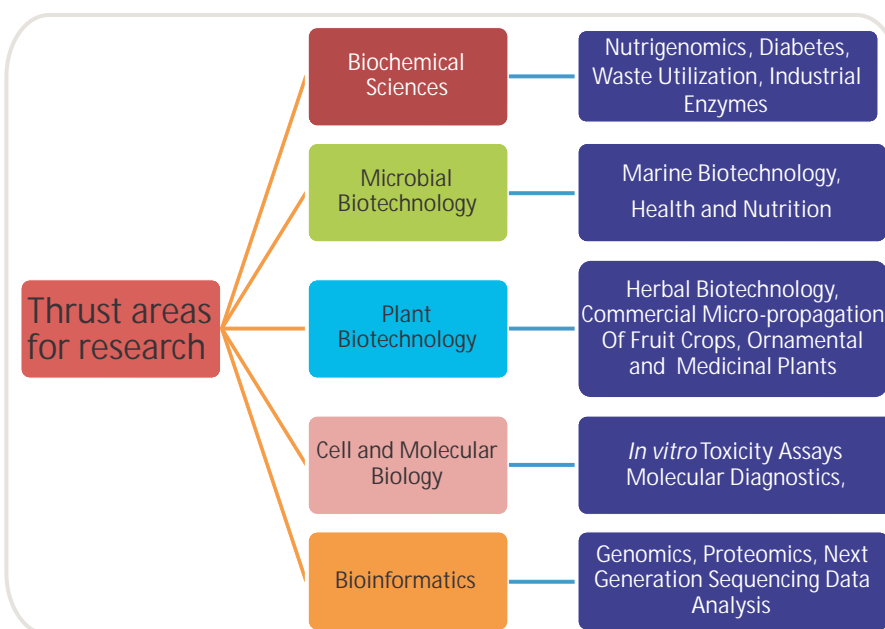 Thrust areas
for research
Biochemical
Sciences
Nutrigenomics, Diabetes,
Waste Utilization, Industrial
Enzymes
Microbial
Biotechnology
Marine Biotechnology,
Health and Nutrition
Plant
Biotechnology
Herbal Biotechnology,
Commercial Micro-propagation
Of Fruit Crops, Ornamental
and Medicinal Plants
Cell and Molecular
Biology
In vitro Toxicity Assays
Molecular Diagnostics,
Bioinformatics
Genomics, Proteomics, Next
Generation Sequencing Data
Analysis